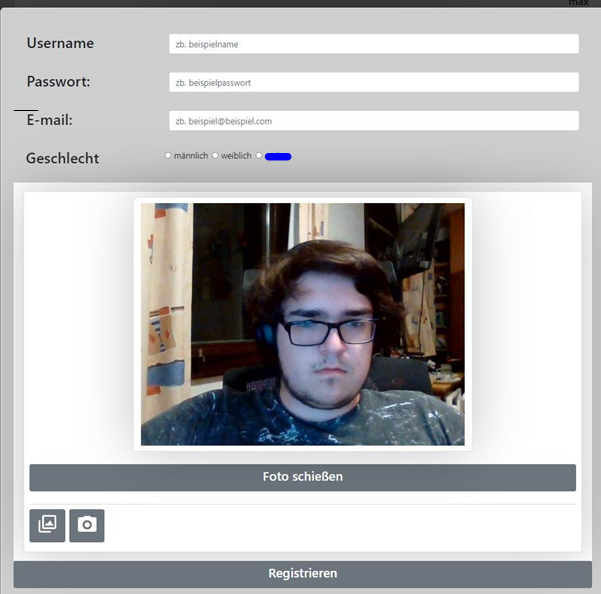 max
Username
zb. beispielname
Passwort:
zb. beispielpasswort
E-mail:
zb. beispiel@beispiel.com
Geschlecht männlich weiblich
Foto schießen
Registrieren